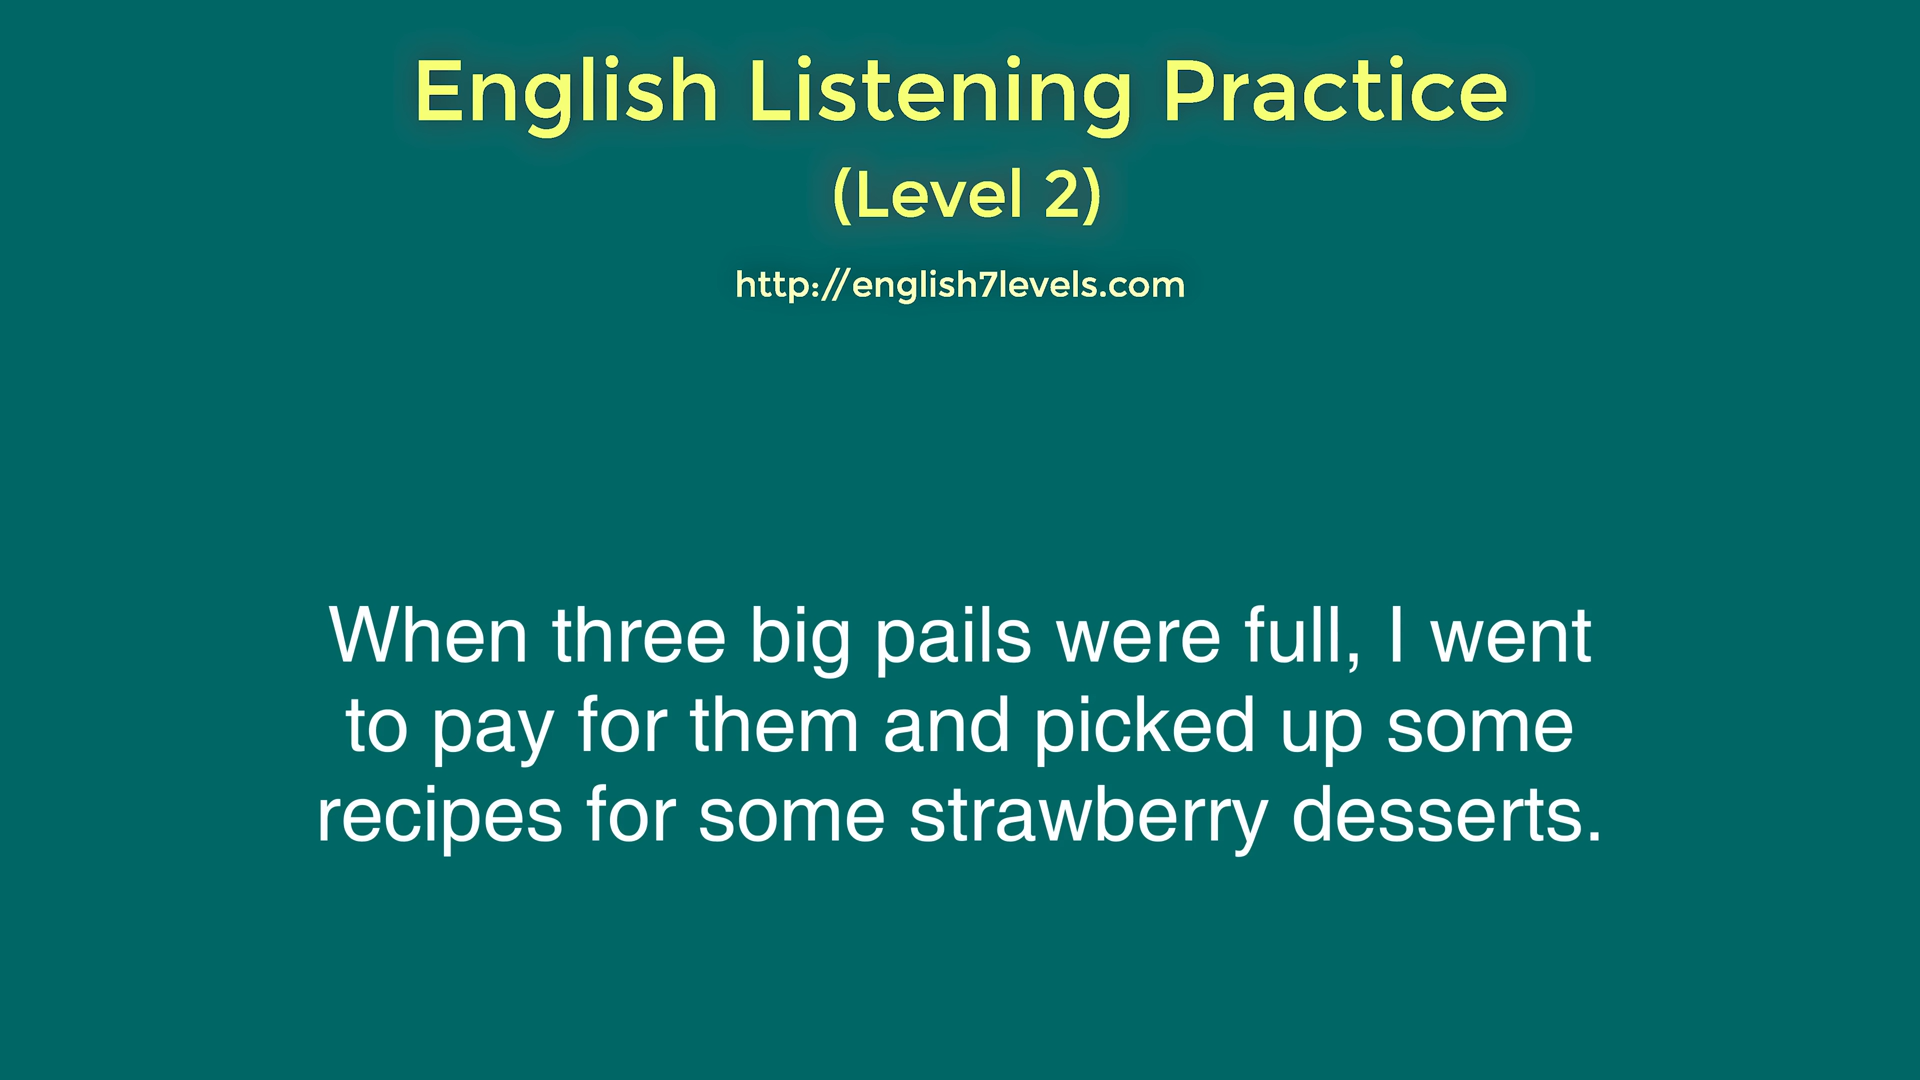 English Listening Practice
(Level 2)
http://english7levels.com
When three big pails were full, I went
to pay for them and picked up some
recipes for some strawberry desserts.